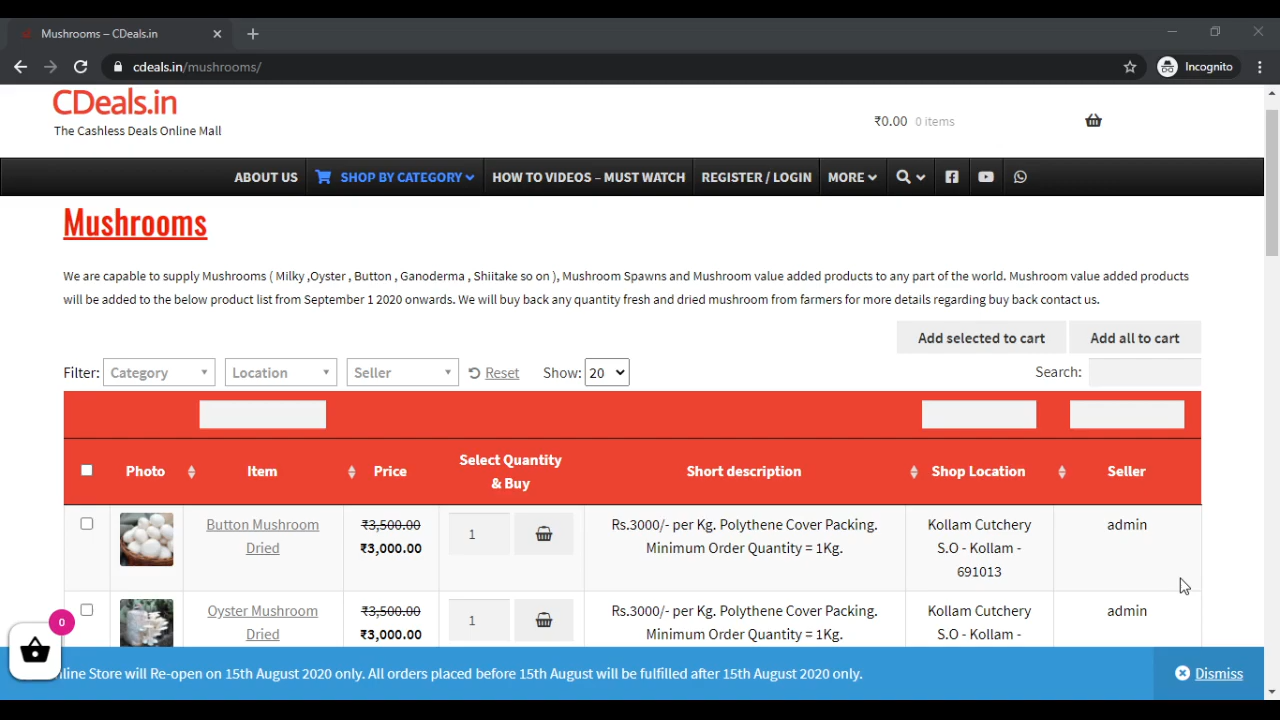 Mushrooms – CDeals.in
cdeals.in/mushrooms/
Incognito
CDeals.in
The Cashless Deals Online Mall
₹0.00 0 items
ABOUT US SHOP BY CATEGORY HOW TO VIDEOS – MUST WATCH REGISTER / LOGIN MORE
Mushrooms
We are capable to supply Mushrooms ( Milky ,Oyster , Button , Ganoderma , Shiitake so on ), Mushroom Spawns and Mushroom value added products to any part of the world. Mushroom value added products
will be added to the below product list from September 1 2020 onwards. We will buy back any quantity fresh and dried mushroom from farmers for more details regarding buy back contact us.
Add selected to cart Add all to cart
Filter: Category Location Seller Reset Show: 20 Search:
Photo Item Price Select Quantity
& Buy Short description Shop Location Seller
Button Mushroom ₹3,500.00 1 Rs.3000/- per Kg. Polythene Cover Packing. Kollam Cutchery admin
Dried ₹3,000.00 Minimum Order Quantity = 1Kg. S.O - Kollam -
691013
Oyster Mushroom ₹3,500.00 1 Rs.3000/- per Kg. Polythene Cover Packing. Kollam Cutchery admin
Dried ₹3,000.00 Minimum Order Quantity = 1Kg. S.O - Kollam -
0
Store will Re-open on 15th August 2020 only. All orders placed before 15th August will be fulfilled after 15th August 2020 only. Dismiss